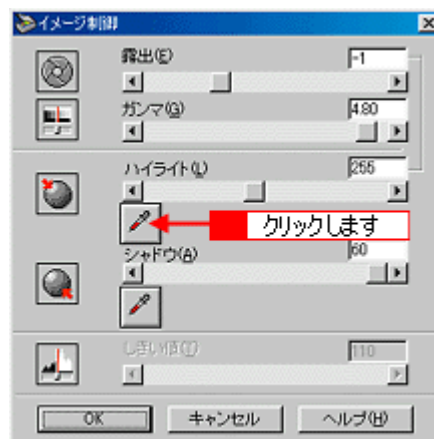 イメージ制御
露出(E)
-1
ガンマ(G)
4.80
ハイライト(L)
255
クリックします
シャドウ(A)
60
しきい値(T)
110
OK
キャンセル
ヘルプ(H)